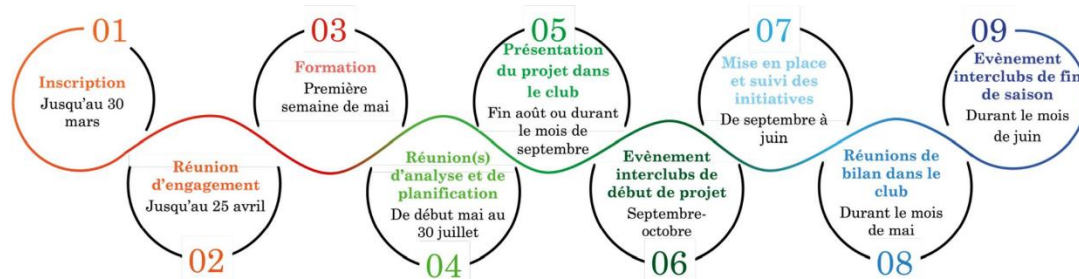 01
Inscription
Jusqu'au 30
mars
02
Réunion
d'engagement
Jusqu'au 25 avril
03
Formation
Première
semaine de mai
04
Réunion(s)
d'analyse et de
planification
De début mai au
30 juillet
05
Présentation
du projet dans
le club
Fin août ou durant
le mois de
septembre
06
Evènement
interclubs de
début de projet
Septembre-
octobre
07
Mise en place
et suivi des
initiatives
De septembre à
juin
08
Réunions de
bilan dans le
club
Durant le mois
de mai
09
Evènement
interclubs de fin
de saison
Durant le mois
de juin